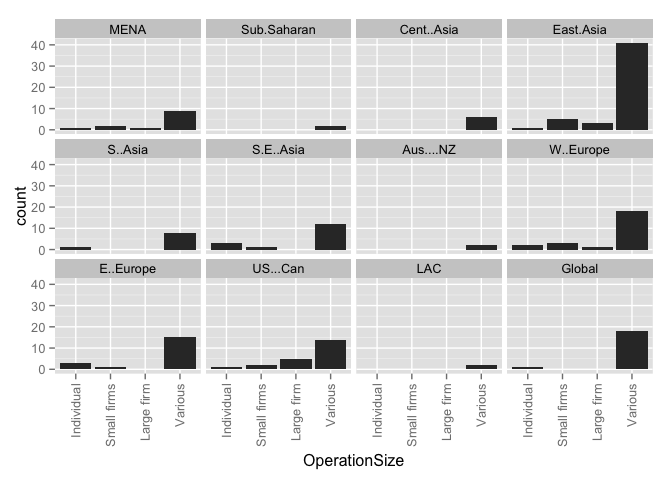 MENA Sub.Saharan Cent..Asia East.Asia
40
30
20
10
0
S..Asia S.E..Asia Aus....NZ W..Europe
40
30
20
10
0
count
E..Europe US...Can LAC Global
40
30
20
10
0
Individual Small firms Large firm Various Individual Small firms Large firm Various Individual Small firms Large firm Various Individual Small firms Large firm Various
OperationSize